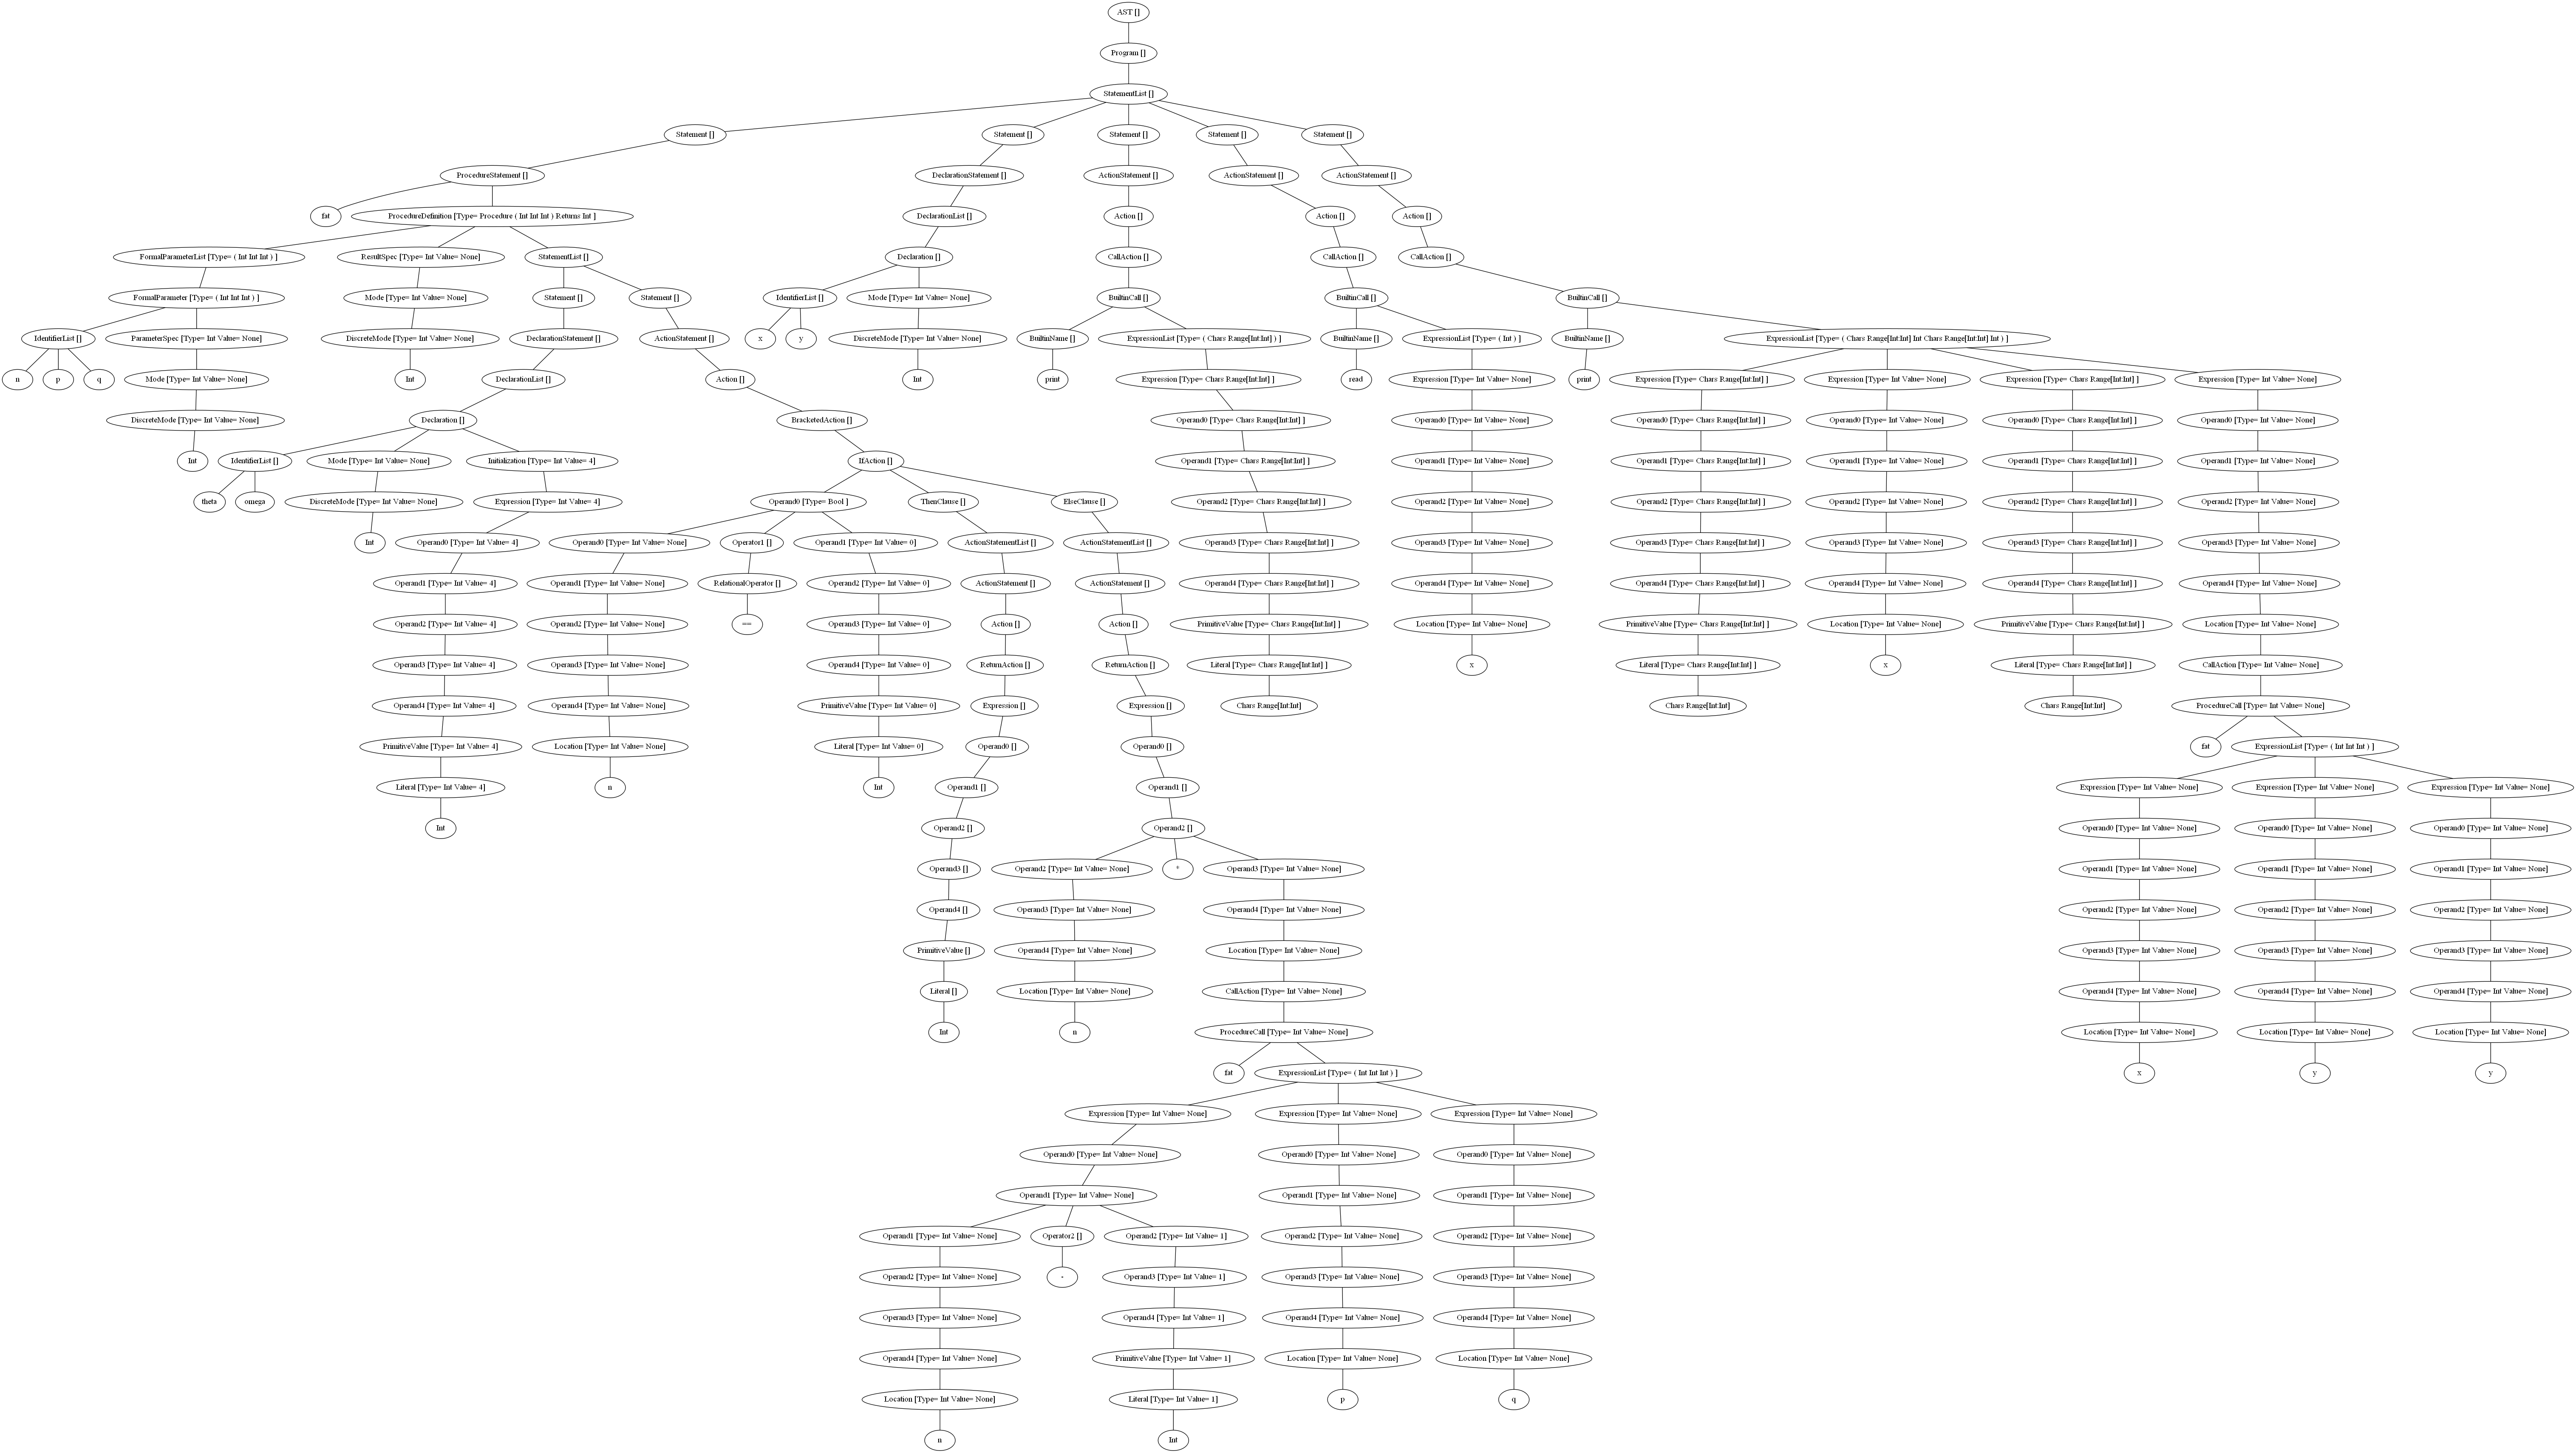 AST []
Program []
StatementList []
Statement [] Statement [] Statement [] Statement [] Statement []
ProcedureStatement [] DeclarationStatement [] ActionStatement [] ActionStatement [] ActionStatement []
fat ProcedureDefinition [Type= Procedure ( Int Int Int ) Returns Int ] DeclarationList [] Action [] Action [] Action []
FormalParameterList [Type= ( Int Int Int ) ] ResultSpec [Type= Int Value= None] StatementList [] Declaration [] CallAction [] CallAction [] CallAction []
FormalParameter [Type= ( Int Int Int ) ] Mode [Type= Int Value= None] Statement [] Statement [] IdentifierList [] Mode [Type= Int Value= None] BuiltinCall [] BuiltinCall [] BuiltinCall []
IdentifierList [] ParameterSpec [Type= Int Value= None] DiscreteMode [Type= Int Value= None] DeclarationStatement [] ActionStatement [] x y DiscreteMode [Type= Int Value= None] BuiltinName [] ExpressionList [Type= ( Chars Range[Int:Int] ) ] BuiltinName [] ExpressionList [Type= ( Int ) ] BuiltinName [] ExpressionList [Type= ( Chars Range[Int:Int] Int Chars Range[Int:Int] Int ) ]
n p q Mode [Type= Int Value= None] Int DeclarationList [] Action [] Int print Expression [Type= Chars Range[Int:Int] ] read Expression [Type= Int Value= None] print Expression [Type= Chars Range[Int:Int] ] Expression [Type= Int Value= None] Expression [Type= Chars Range[Int:Int] ] Expression [Type= Int Value= None]
DiscreteMode [Type= Int Value= None] Declaration [] BracketedAction [] Operand0 [Type= Chars Range[Int:Int] ] Operand0 [Type= Int Value= None] Operand0 [Type= Chars Range[Int:Int] ] Operand0 [Type= Int Value= None] Operand0 [Type= Chars Range[Int:Int] ] Operand0 [Type= Int Value= None]
Int IdentifierList [] Mode [Type= Int Value= None] Initialization [Type= Int Value= 4] IfAction [] Operand1 [Type= Chars Range[Int:Int] ] Operand1 [Type= Int Value= None] Operand1 [Type= Chars Range[Int:Int] ] Operand1 [Type= Int Value= None] Operand1 [Type= Chars Range[Int:Int] ] Operand1 [Type= Int Value= None]
theta omega DiscreteMode [Type= Int Value= None] Expression [Type= Int Value= 4] Operand0 [Type= Bool ] ThenClause [] ElseClause [] Operand2 [Type= Chars Range[Int:Int] ] Operand2 [Type= Int Value= None] Operand2 [Type= Chars Range[Int:Int] ] Operand2 [Type= Int Value= None] Operand2 [Type= Chars Range[Int:Int] ] Operand2 [Type= Int Value= None]
Int Operand0 [Type= Int Value= 4] Operand0 [Type= Int Value= None] Operator1 [] Operand1 [Type= Int Value= 0] ActionStatementList [] ActionStatementList [] Operand3 [Type= Chars Range[Int:Int] ] Operand3 [Type= Int Value= None] Operand3 [Type= Chars Range[Int:Int] ] Operand3 [Type= Int Value= None] Operand3 [Type= Chars Range[Int:Int] ] Operand3 [Type= Int Value= None]
Operand1 [Type= Int Value= 4] Operand1 [Type= Int Value= None] RelationalOperator [] Operand2 [Type= Int Value= 0] ActionStatement [] ActionStatement [] Operand4 [Type= Chars Range[Int:Int] ] Operand4 [Type= Int Value= None] Operand4 [Type= Chars Range[Int:Int] ] Operand4 [Type= Int Value= None] Operand4 [Type= Chars Range[Int:Int] ] Operand4 [Type= Int Value= None]
Operand2 [Type= Int Value= 4] Operand2 [Type= Int Value= None] == Operand3 [Type= Int Value= 0] Action [] Action [] PrimitiveValue [Type= Chars Range[Int:Int] ] Location [Type= Int Value= None] PrimitiveValue [Type= Chars Range[Int:Int] ] Location [Type= Int Value= None] PrimitiveValue [Type= Chars Range[Int:Int] ] Location [Type= Int Value= None]
Operand3 [Type= Int Value= 4] Operand3 [Type= Int Value= None] Operand4 [Type= Int Value= 0] ReturnAction [] ReturnAction [] Literal [Type= Chars Range[Int:Int] ] x Literal [Type= Chars Range[Int:Int] ] x Literal [Type= Chars Range[Int:Int] ] CallAction [Type= Int Value= None]
Operand4 [Type= Int Value= 4] Operand4 [Type= Int Value= None] PrimitiveValue [Type= Int Value= 0] Expression [] Expression [] Chars Range[Int:Int] Chars Range[Int:Int] Chars Range[Int:Int] ProcedureCall [Type= Int Value= None]
PrimitiveValue [Type= Int Value= 4] Location [Type= Int Value= None] Literal [Type= Int Value= 0] Operand0 [] Operand0 [] fat ExpressionList [Type= ( Int Int Int ) ]
Literal [Type= Int Value= 4] n Int Operand1 [] Operand1 [] Expression [Type= Int Value= None] Expression [Type= Int Value= None] Expression [Type= Int Value= None]
Int Operand2 [] Operand2 [] Operand0 [Type= Int Value= None] Operand0 [Type= Int Value= None] Operand0 [Type= Int Value= None]
Operand3 [] Operand2 [Type= Int Value= None] * Operand3 [Type= Int Value= None] Operand1 [Type= Int Value= None] Operand1 [Type= Int Value= None] Operand1 [Type= Int Value= None]
Operand4 [] Operand3 [Type= Int Value= None] Operand4 [Type= Int Value= None] Operand2 [Type= Int Value= None] Operand2 [Type= Int Value= None] Operand2 [Type= Int Value= None]
PrimitiveValue [] Operand4 [Type= Int Value= None] Location [Type= Int Value= None] Operand3 [Type= Int Value= None] Operand3 [Type= Int Value= None] Operand3 [Type= Int Value= None]
Literal [] Location [Type= Int Value= None] CallAction [Type= Int Value= None] Operand4 [Type= Int Value= None] Operand4 [Type= Int Value= None] Operand4 [Type= Int Value= None]
Int n ProcedureCall [Type= Int Value= None] Location [Type= Int Value= None] Location [Type= Int Value= None] Location [Type= Int Value= None]
fat ExpressionList [Type= ( Int Int Int ) ] x y y
Expression [Type= Int Value= None] Expression [Type= Int Value= None] Expression [Type= Int Value= None]
Operand0 [Type= Int Value= None] Operand0 [Type= Int Value= None] Operand0 [Type= Int Value= None]
Operand1 [Type= Int Value= None] Operand1 [Type= Int Value= None] Operand1 [Type= Int Value= None]
Operand1 [Type= Int Value= None] Operator2 [] Operand2 [Type= Int Value= 1] Operand2 [Type= Int Value= None] Operand2 [Type= Int Value= None]
Operand2 [Type= Int Value= None] - Operand3 [Type= Int Value= 1] Operand3 [Type= Int Value= None] Operand3 [Type= Int Value= None]
Operand3 [Type= Int Value= None] Operand4 [Type= Int Value= 1] Operand4 [Type= Int Value= None] Operand4 [Type= Int Value= None]
Operand4 [Type= Int Value= None] PrimitiveValue [Type= Int Value= 1] Location [Type= Int Value= None] Location [Type= Int Value= None]
Location [Type= Int Value= None] Literal [Type= Int Value= 1] p q
n Int